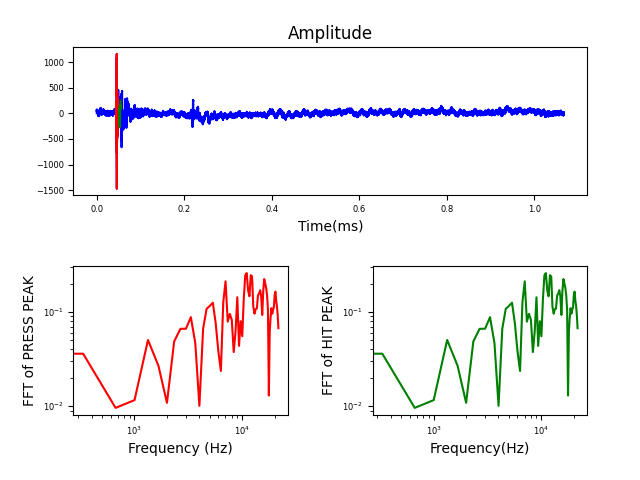 Amplitude
1000
500
0
−500
−1000
−1500
0.0 0.2 0.4 0.6 0.8 1.0
Time(ms)
FFT of PRESS PEAK
10⁻¹
10⁻²
10³ 10⁴
Frequency (Hz)
FFT of HIT PEAK
10⁻¹
10⁻²
10³ 10⁴
Frequency(Hz)